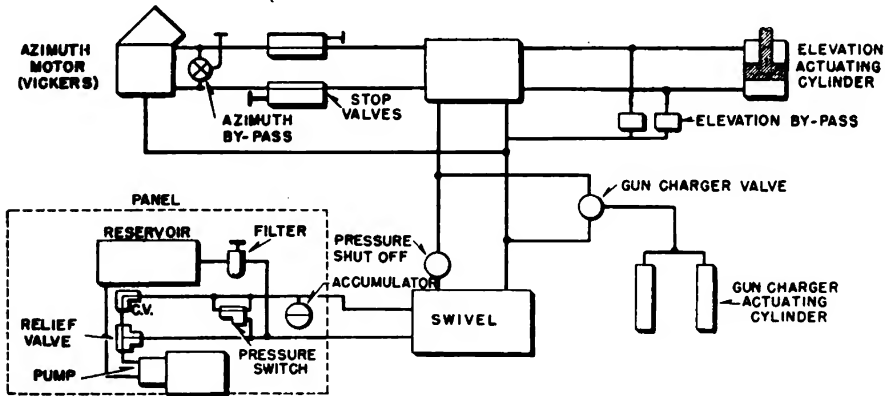 AZIMUTH
MOTOR
(VICKERS)
AZIMUTH
BY-PASS
STOP
VALVES
ELEVATION
ACTUATING
CYLINDER
ELEVATION BY-PASS
GUN CHARGER VALVE
PANEL
RESERVOIR
FILTER
PRESSURE
SHUT OFF
ACCUMULATOR
C.V.
RELIEF
VALVE
PRESSURE
SWITCH
PUMP
SWIVEL
GUN CHARGER
ACTUATING
CYLINDER